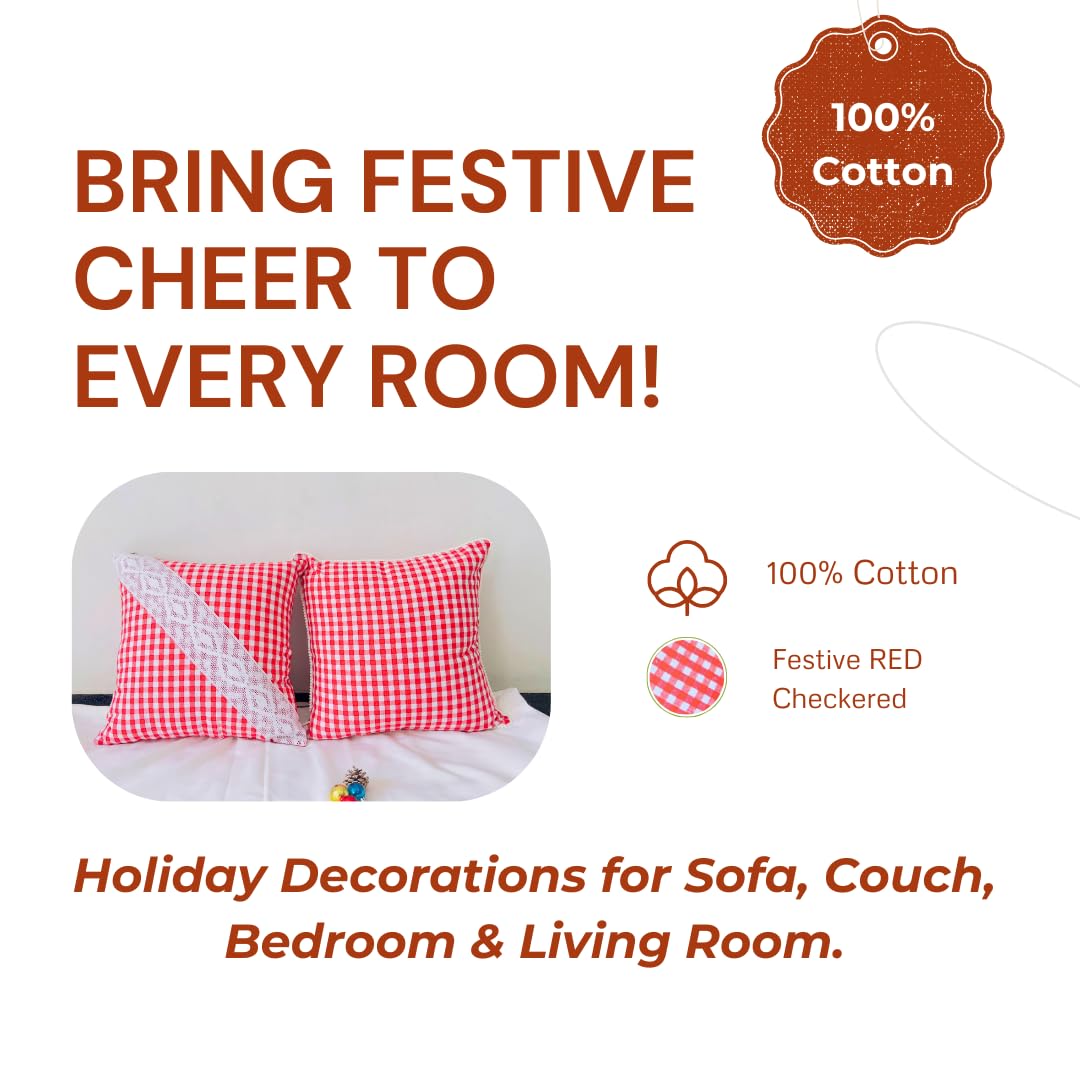 100%
Cotton
BRING FESTIVE
CHEER TO
EVERY ROOM!
100% Cotton
Festive RED
Checkered
Holiday Decorations for Sofa, Couch,
Bedroom & Living Room.